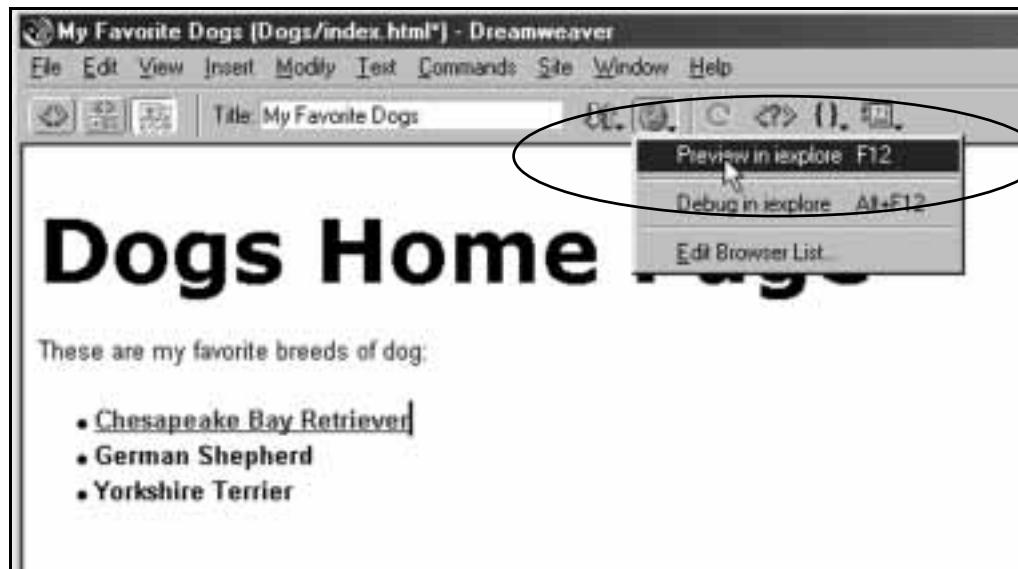 My Favorite Dogs (Dogs/index.html*) - Dreamweaver
File Edit View Insert Modify Text Commands Site Window Help
Title: My Favorite Dogs
Preview in iexplore F12
Debug in iexplore Alt+F12
Edit Browser List...
Dogs Home Page
These are my favorite breeds of dog:
• Chesapeake Bay Retriever
• German Shepherd
• Yorkshire Terrier